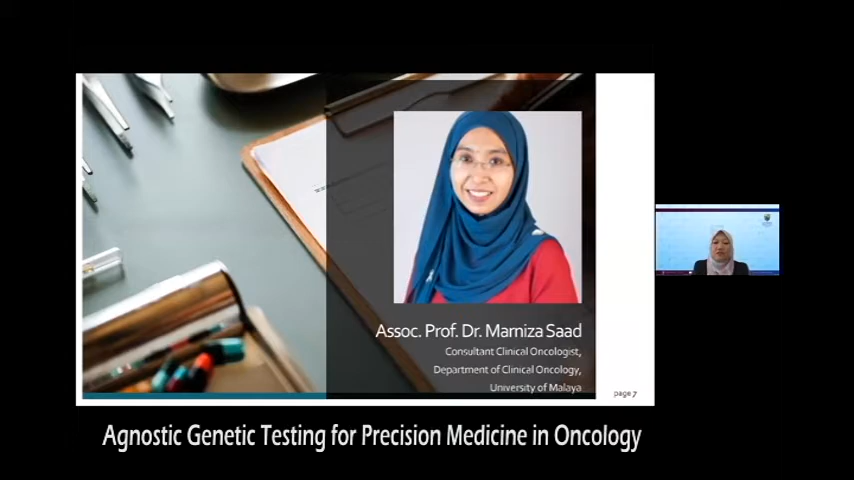 Assoc. Prof. Dr. Marniza Saad
Consultant Clinical Oncologist,
Department of Clinical Oncology,
University of Malaya
page 7
Agnostic Genetic Testing for Precision Medicine in Oncology